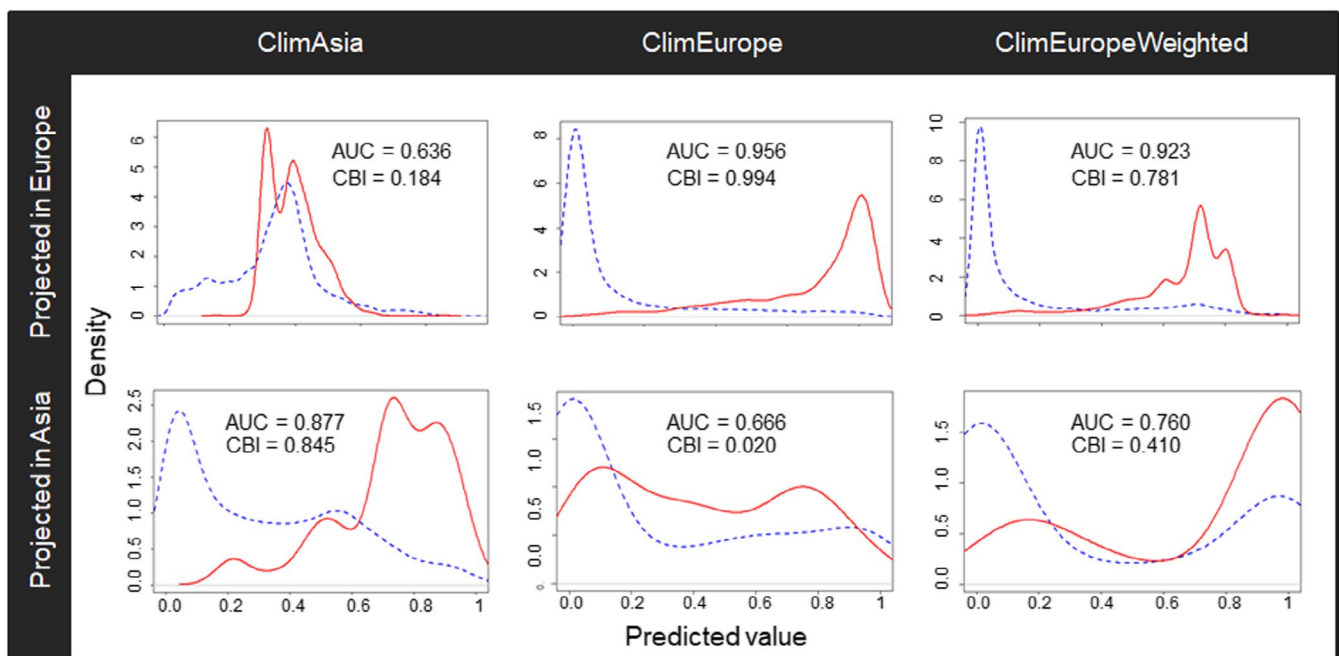 ClimAsia ClimEurope ClimEuropeWeighted
Projected in Europe
Density
6
5
4
3
2
1
0
AUC = 0.636
CBI = 0.184
8
6
4
2
0
AUC = 0.956
CBI = 0.994
10
8
6
4
2
0
AUC = 0.923
CBI = 0.781
Projected in Asia
2.5
2.0
1.5
1.0
0.5
0.0
AUC = 0.877
CBI = 0.845
0.0 0.2 0.4 0.6 0.8 1
1.5
1.0
0.5
0.0
0.
AUC = 0.666
CBI = 0.020
0.0 0.2 0.4 0.6 0.8 1
1.5
1.0
0.5
0.0
AUC = 0.760
CBI = 0.410
0.0 0.2 0.4 0.6 0.8 1
Predicted value